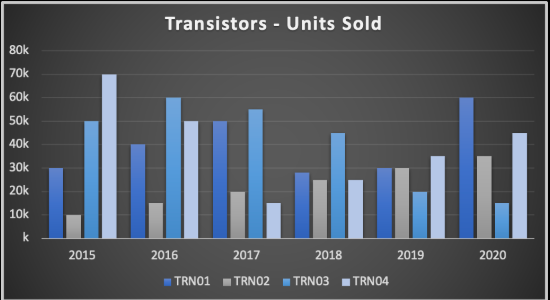 Transistors - Units Sold
80k
70k
60k
50k
40k
30k
20k
10k
k
2015 2016 2017 2018 2019 2020
TRN01 TRN02 TRN03 TRN04